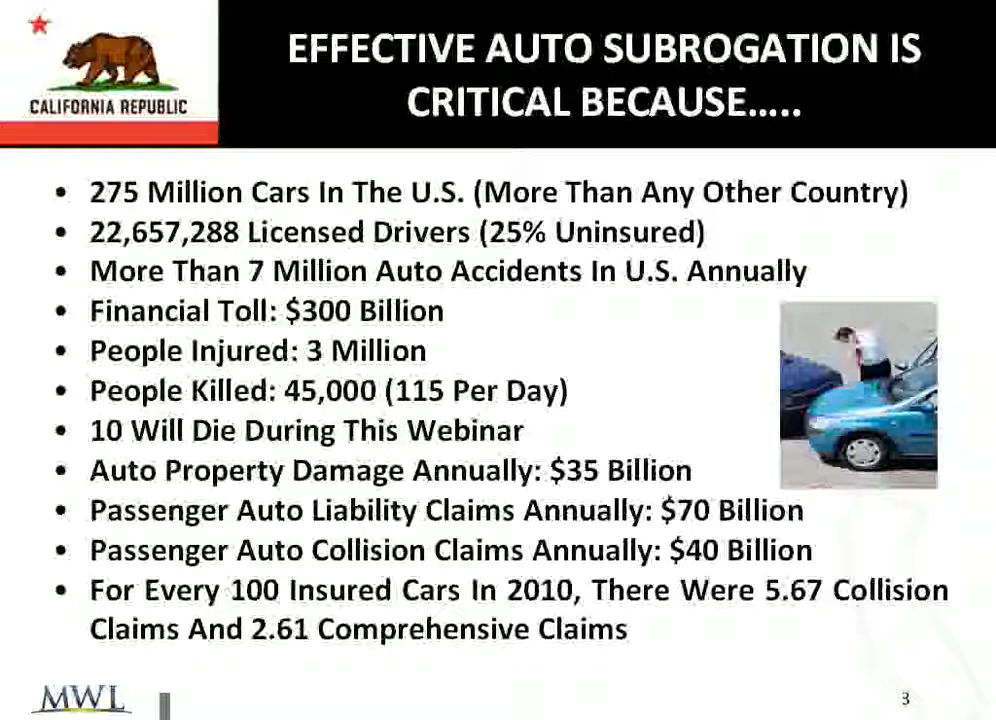 CALIFORNIA REPUBLIC
EFFECTIVE AUTO SUBROGATION IS
CRITICAL BECAUSE.....
• 275 Million Cars In The U.S. (More Than Any Other Country)
• 22,657,288 Licensed Drivers (25% Uninsured)
• More Than 7 Million Auto Accidents In U.S. Annually
• Financial Toll: $300 Billion
• People Injured: 3 Million
• People Killed: 45,000 (115 Per Day)
• 10 Will Die During This Webinar
• Auto Property Damage Annually: $35 Billion
• Passenger Auto Liability Claims Annually: $70 Billion
• Passenger Auto Collision Claims Annually: $40 Billion
• For Every 100 Insured Cars In 2010, There Were 5.67 Collision
Claims And 2.61 Comprehensive Claims
MWL
3